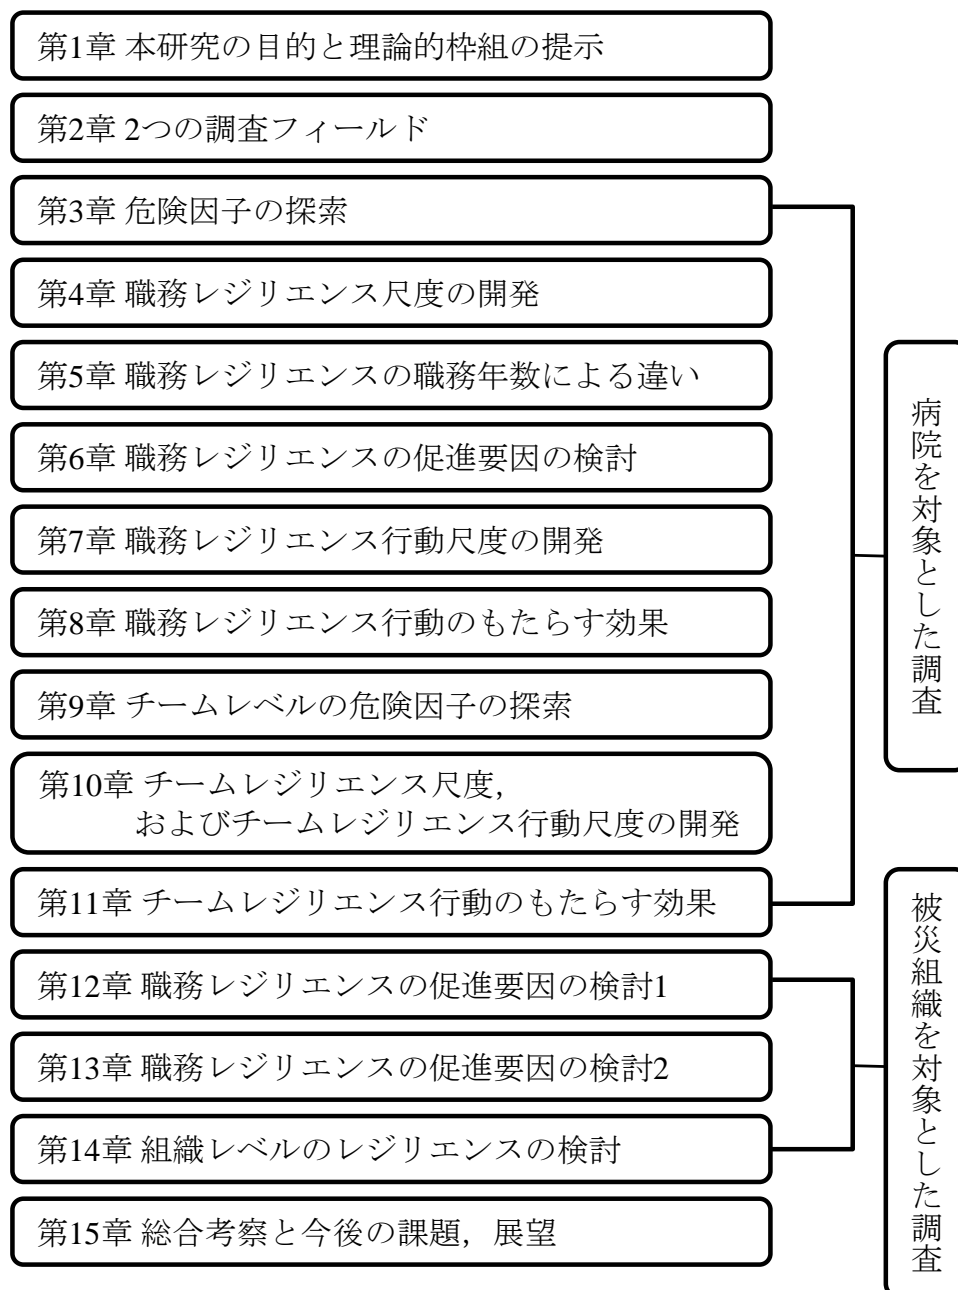 第1章 本研究の目的と理論的枠組の提示
第2章 2つの調査フィールド
第3章 危険因子の探索
第4章 職務レジリエンス尺度の開発
第5章 職務レジリエンスの職務年数による違い
第6章 職務レジリエンスの促進要因の検討
第7章 職務レジリエンス行動尺度の開発
第8章 職務レジリエンス行動のもたらす効果
第9章 チームレベルの危険因子の探索
第10章 チームレジリエンス尺度，
およびチームレジリエンス行動尺度の開発
第11章 チームレジリエンス行動のもたらす効果
第12章 職務レジリエンスの促進要因の検討1
第13章 職務レジリエンスの促進要因の検討2
第14章 組織レベルのレジリエンスの検討
第15章 総合考察と今後の課題，展望
病院を対象とした調査
被災組織を対象とした調査